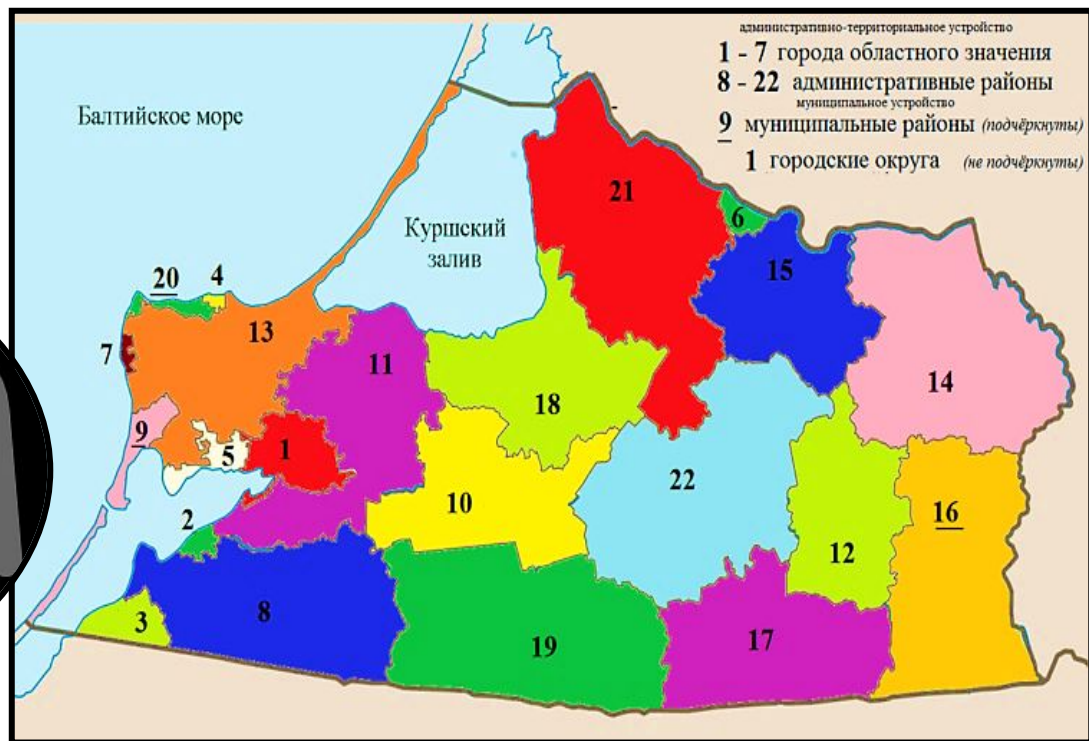 административно-территориальное устройство
1 - 7 города областного значения
8 - 22 административные районы
муниципальное устройство
9 муниципальные районы (подчёркнуты)
1 городские округа (не подчёркнуты)
Балтийское море
Куршский
залив
21
6
15
20
4
13
7
11
14
18
9
5
1
22
10
16
2
12
3
8
19
17